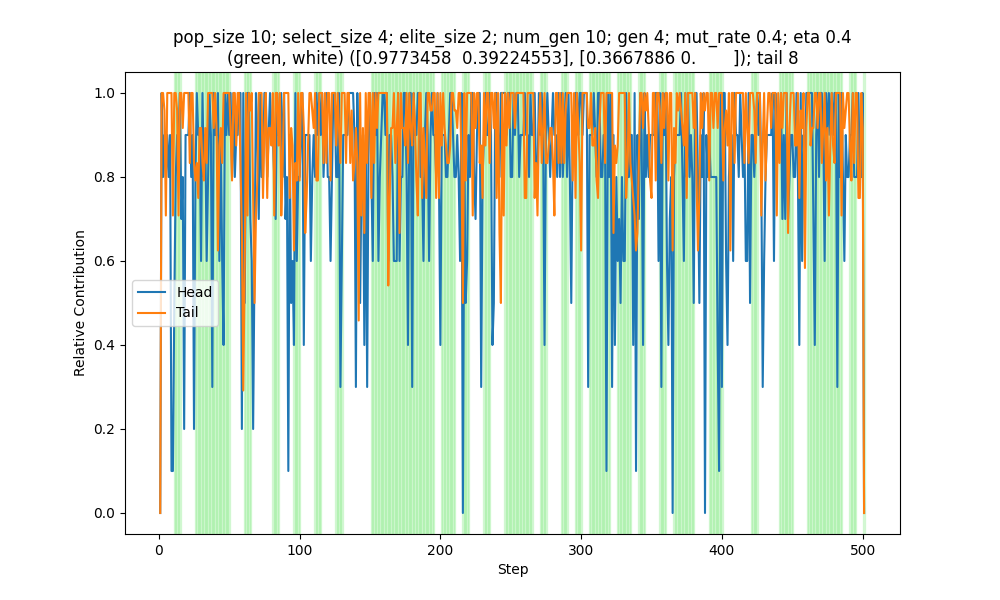 pop_size 10; select_size 4; elite_size 2; num_gen 10; gen 4; mut_rate 0.4; eta 0.4
(green, white) ([0.9773458  0.39224553], [0.3667886 0.        ]); tail 8
1.0
0.8
0.6
0.4
0.2
0.0
Relative Contribution
Head
Tail
0
100
200
300
400
500
Step